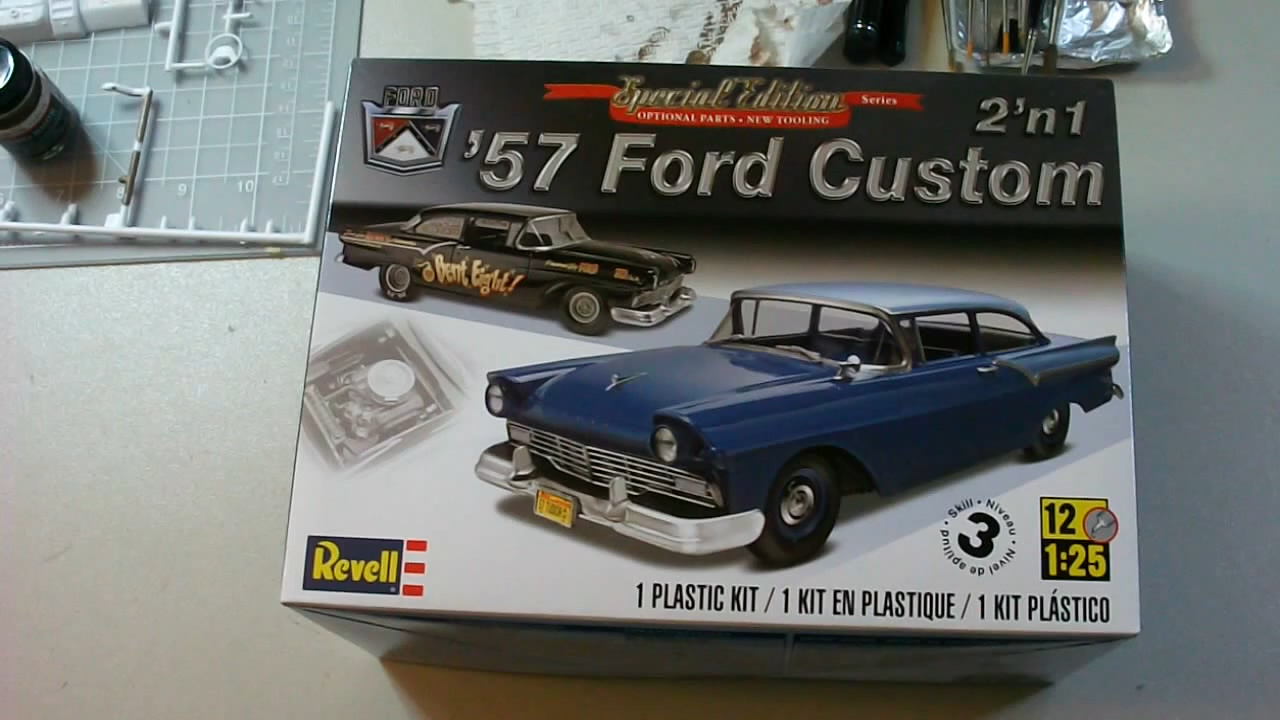 FORD
Special Edition Series
OPTIONAL PARTS • NEW TOOLING
2'n1
'57 Ford Custom
Bent Eight!
Skill • Niveau • Nivel de aptitud •
3
12
1:25
Revell
1 PLASTIC KIT / 1 KIT EN PLASTIQUE / 1 KIT PLÁSTICO
9
10